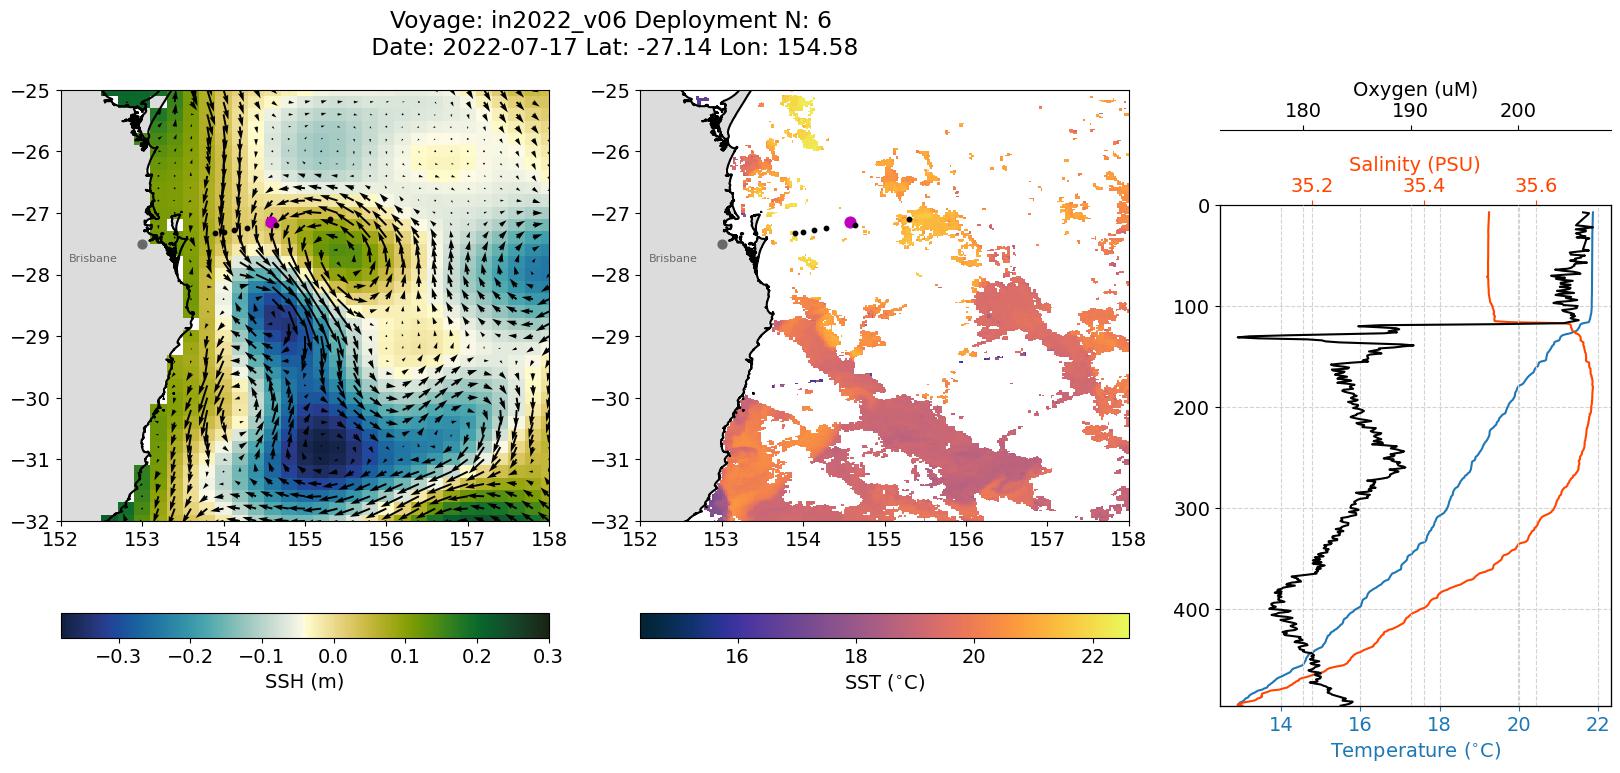 Voyage: in2022_v06 Deployment N: 6
Date: 2022-07-17 Lat: -27.14 Lon: 154.58
−25
−26
−27
−28
−29
−30
−31
−32
152 153 154 155 156 157 158
Brisbane
−0.3 −0.2 −0.1 0.0 0.1 0.2 0.3
SSH (m)
−25
−26
−27
−28
−29
−30
−31
−32
152 153 154 155 156 157 158
Brisbane
16 18 20 22
SST (°C)
Oxygen (uM)
180 190 200
Salinity (PSU)
35.2 35.4 35.6
0
100
200
300
400
14 16 18 20 22
Temperature (°C)